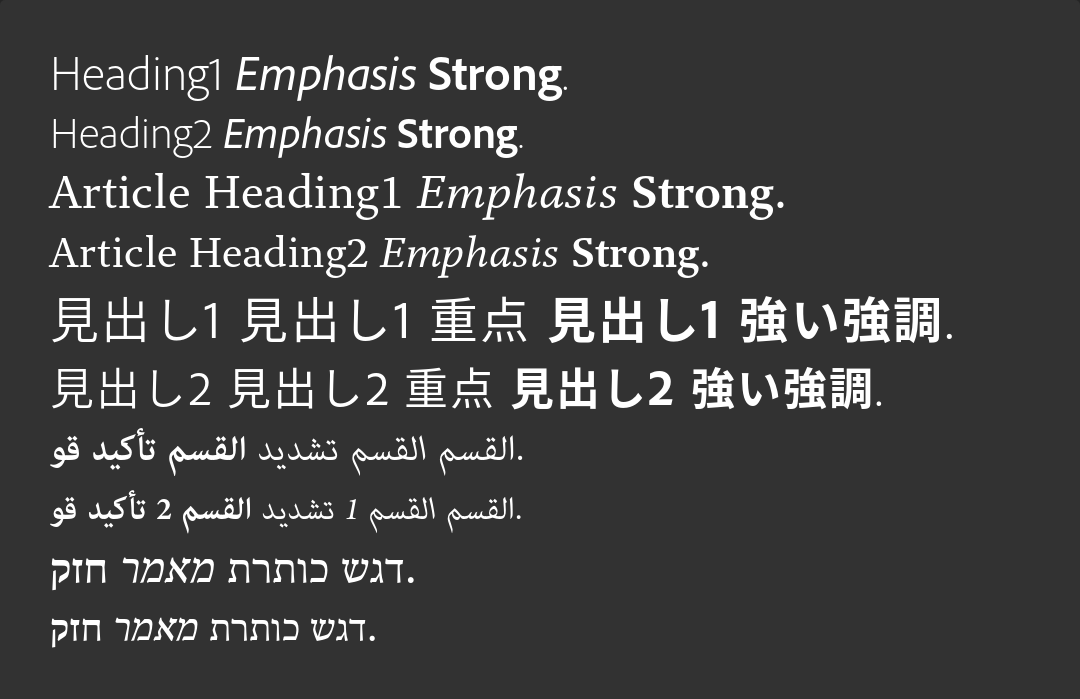 Heading1 Emphasis Strong.
Heading2 Emphasis Strong.
Article Heading1 Emphasis Strong.
Article Heading2 Emphasis Strong.
見出し1 見出し1 重点 見出し1 強い強調.
見出し2 見出し2 重点 見出し2 強い強調.
القسم القسم تشديد القسم تأكيد قو.
القسم القسم 1 تشديد القسم 2 تأكيد قو.
דגש כותרת מאמר חזק.
דגש כותרת מאמר חזק.